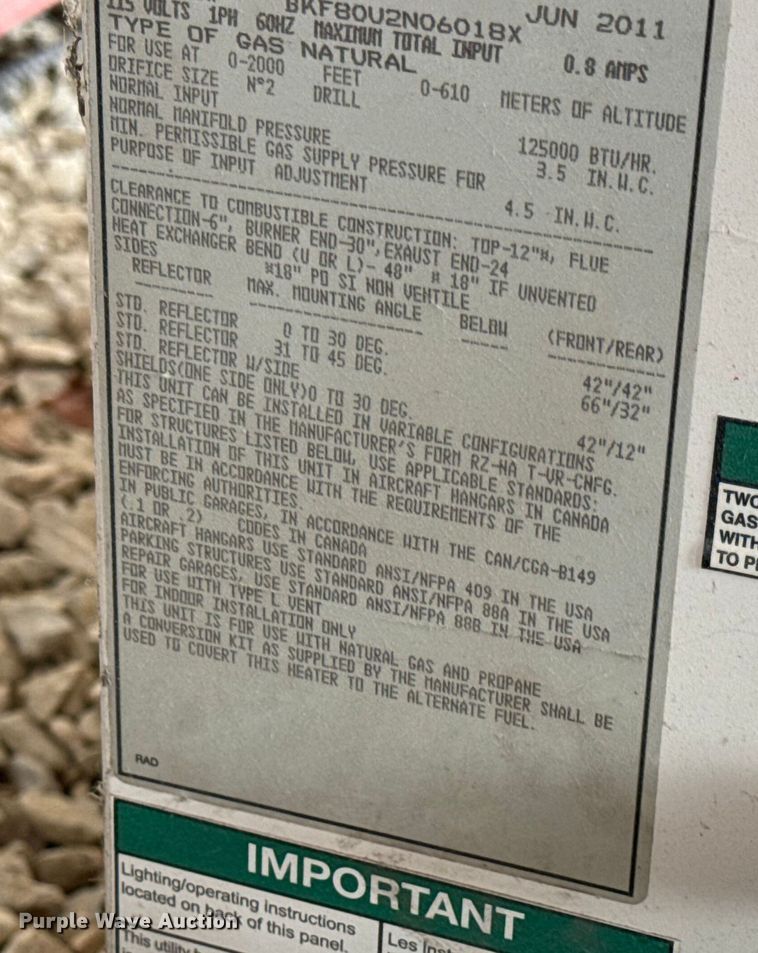 BKF80U2N06018X JUN 2011
115 VOLTS 1PH 60HZ MAXIMUM TOTAL INPUT 0.8 AMPS
TYPE OF GAS NATURAL
FOR USE AT 0-2000 FEET 0-610 METERS OF ALTITUDE
ORIFICE SIZE N°2 DRILL
NORMAL INPUT 125000 BTU/HR.
NORMAL MANIFOLD PRESSURE 3.5 IN.W.C.
MIN. PERMISSIBLE GAS SUPPLY PRESSURE FOR
PURPOSE OF INPUT ADJUSTMENT 4.5 IN.W.C.
CLEARANCE TO COMBUSTIBLE CONSTRUCTION: TOP-12"*, FLUE
CONNECTION-6", BURNER END-30", EXAUST END-24
HEAT EXCHANGER BEND (U OR L)- 48" * 18" IF UNVENTED
SIDES *18" PO SI NON VENTILE
REFLECTOR MAX. MOUNTING ANGLE BELOW (FRONT/REAR)
STD. REFLECTOR 0 TO 30 DEG. 42"/42"
STD. REFLECTOR 31 TO 45 DEG. 66"/32"
STD. REFLECTOR W/SIDE
SHIELDS(ONE SIDE ONLY)0 TO 30 DEG. 42"/12"
THIS UNIT CAN BE INSTALLED IN VARIABLE CONFIGURATIONS
AS SPECIFIED IN THE MANUFACTURER'S FORM RZ-NA T-VR-CNFG.
FOR STRUCTURES LISTED BELOW, USE APPLICABLE STANDARDS:
INSTALLATION OF THIS UNIT IN AIRCRAFT HANGARS IN CANADA
MUST BE IN ACCORDANCE WITH THE REQUIREMENTS OF THE
ENFORCING AUTHORITIES.
IN PUBLIC GARAGES, IN ACCORDANCE WITH THE CAN/CGA-B149
(.1 OR .2) CODES IN CANADA
AIRCRAFT HANGARS USE STANDARD ANSI/NFPA 409 IN THE USA
PARKING STRUCTURES USE STANDARD ANSI/NFPA 88A IN THE USA
REPAIR GARAGES, USE STANDARD ANSI/NFPA 88B IN THE USA
FOR USE WITH TYPE L VENT
FOR INDOOR INSTALLATION ONLY
THIS UNIT IS FOR USE WITH NATURAL GAS AND PROPANE
A CONVERSION KIT AS SUPPLIED BY THE MANUFACTURER SHALL BE
USED TO COVERT THIS HEATER TO THE ALTERNATE FUEL.
RAD
TWO
GAS
WITH
TO P
IMPORTANT
Lighting/operating instructions
located on back of this panel.
This utility
Les Ins
Purple Wave Auction